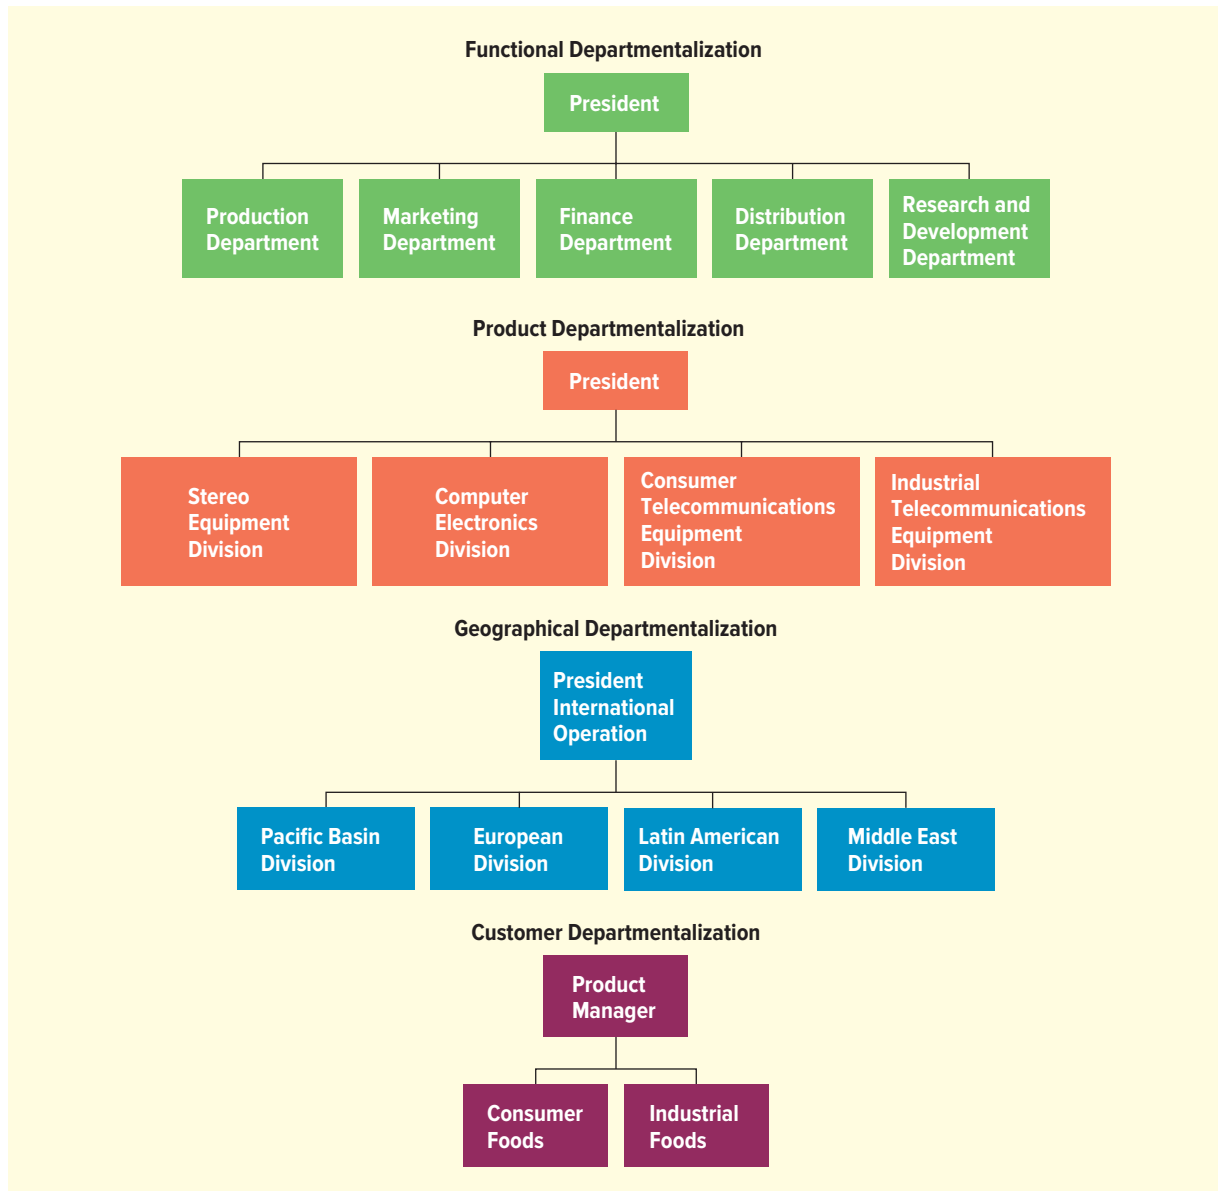 Functional Departmentalization
President
Production
Department
Marketing
Department
Finance
Department
Distribution
Department
Research and
Development
Department
Product Departmentalization
President
Stereo
Equipment
Division
Computer
Electronics
Division
Consumer
Telecommunications
Equipment
Division
Industrial
Telecommunications
Equipment
Division
Geographical Departmentalization
President
International
Operation
Pacific Basin
Division
European
Division
Latin American
Division
Middle East
Division
Customer Departmentalization
Product
Manager
Consumer
Foods
Industrial
Foods